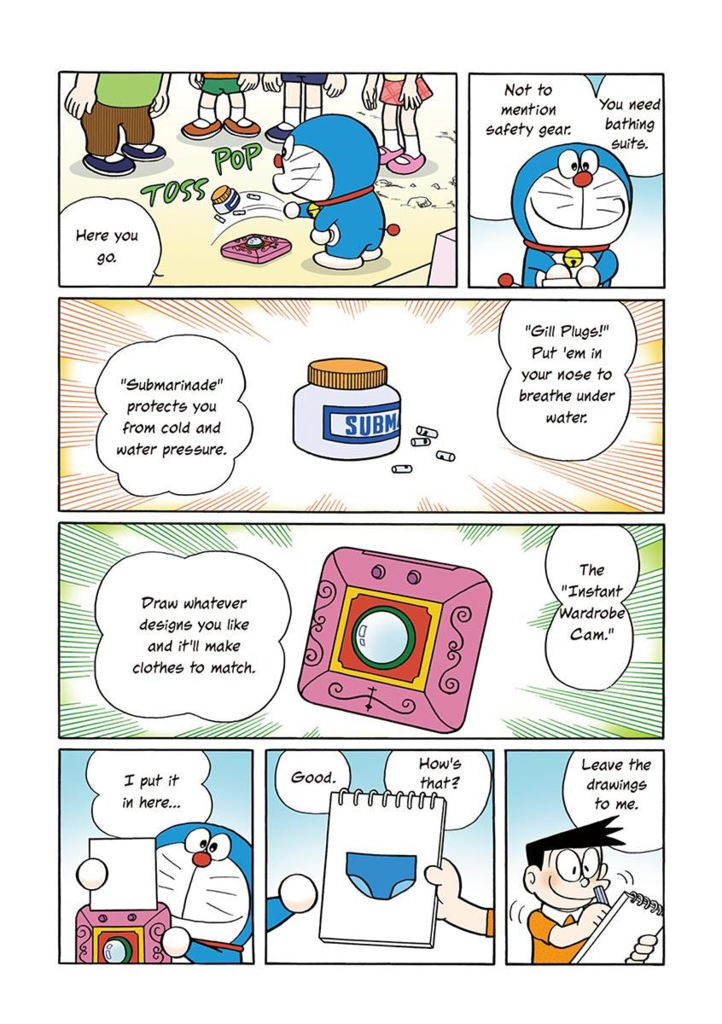 You need
bathing
suits.
Not to
mention
safety gear.
POP
TOSS
Here you
go.
"Gill Plugs!"
Put 'em in
your nose to
breathe under
water.
SUBM
"Submarinade"
protects you
from cold and
water pressure.
The
"Instant
Wardrobe
Cam."
Draw whatever
designs you like
and it'll make
clothes to match.
Leave the
drawings
to me.
How's
that?
Good.
I put it
in here...